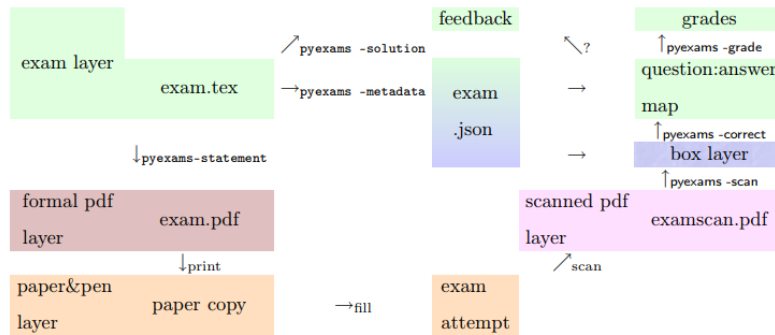 feedback
grades
↗pyexams -solution
↖?
↑pyexams -grade
exam layer
exam.tex
→pyexams -metadata
exam
.json
→
question:answer
map
↑pyexams -correct
↓pyexams-statement
→
box layer
↑pyexams -scan
formal pdf
layer
exam.pdf
scanned pdf
layer
examscan.pdf
↓print
↗scan
paper&pen
layer
paper copy
→fill
exam
attempt